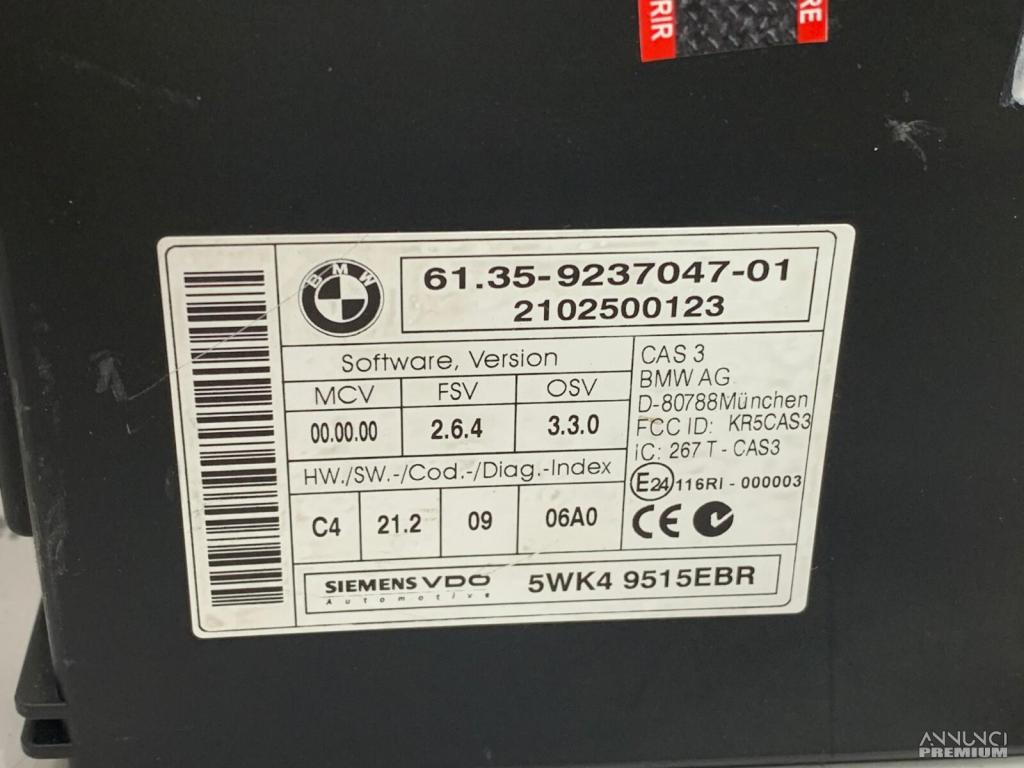 RIR
RE
BMW
61.35-9237047-01
2102500123
Software, Version
MCV FSV OSV
00.00.00 2.6.4 3.3.0
HW./SW.-/Cod.-/Diag.-Index
C4 21.2 09 06A0
CAS 3
BMW AG
D-80788München
FCC ID: KR5CAS3
iC: 267 T - CAS3
E24 116RI - 000003
CE
SIEMENS VDO
Automotive
5WK4 9515EBR
ANNUNCI
PREMIUM